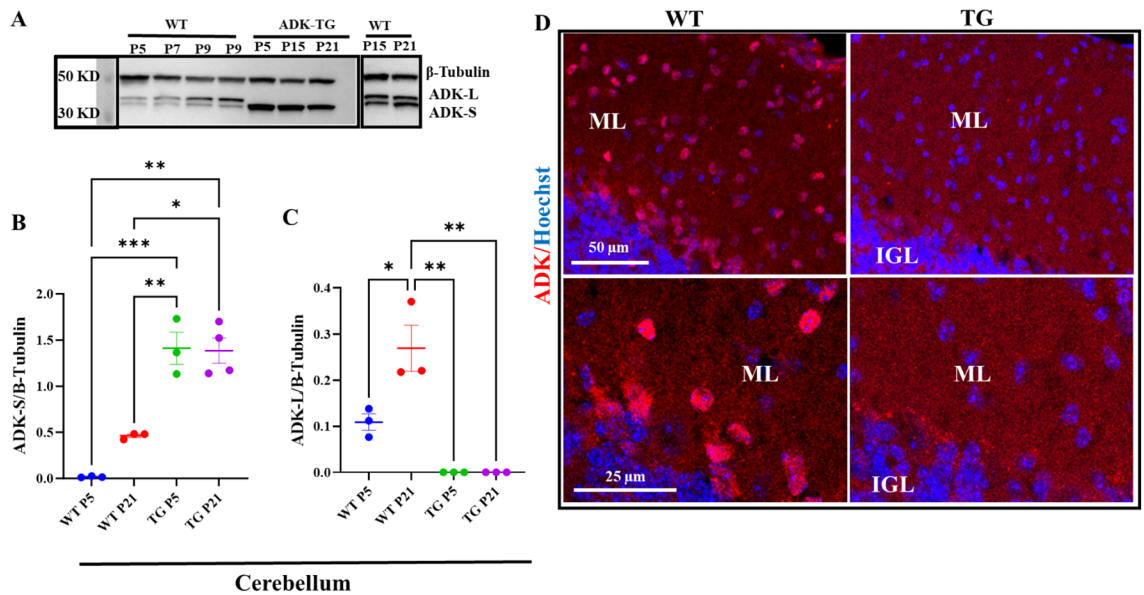 A
WT
ADK-TG
WT
P5 P7 P9 P9 P5 P15 P21 P15 P21
50 KD
β-Tubulin
ADK-L
30 KD
ADK-S
B
**
*
***
**
ADK-S/B-Tubulin
2.0
1.5
1.0
0.5
0.0
WT P5
WT P21
TG P5
TG P21
C
**
* **
ADK-L/B-Tubulin
0.4
0.3
0.2
0.1
0.0
WT P5
WT P21
TG P5
TG P21
Cerebellum
D
WT TG
ADK/Hoechst
ML
50 µm
ML
IGL
ML
25 µm
ML
IGL